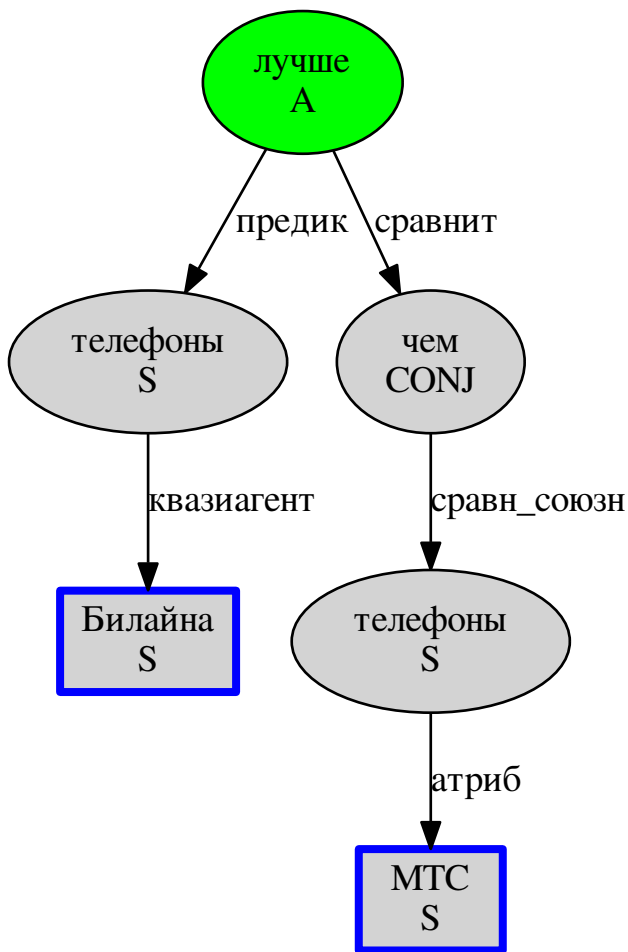 лучше
A
предик
сравнит
телефоны
S
чем
CONJ
квазиагент
сравн_союзн
Билайна
S
телефоны
S
атриб
МТС
S